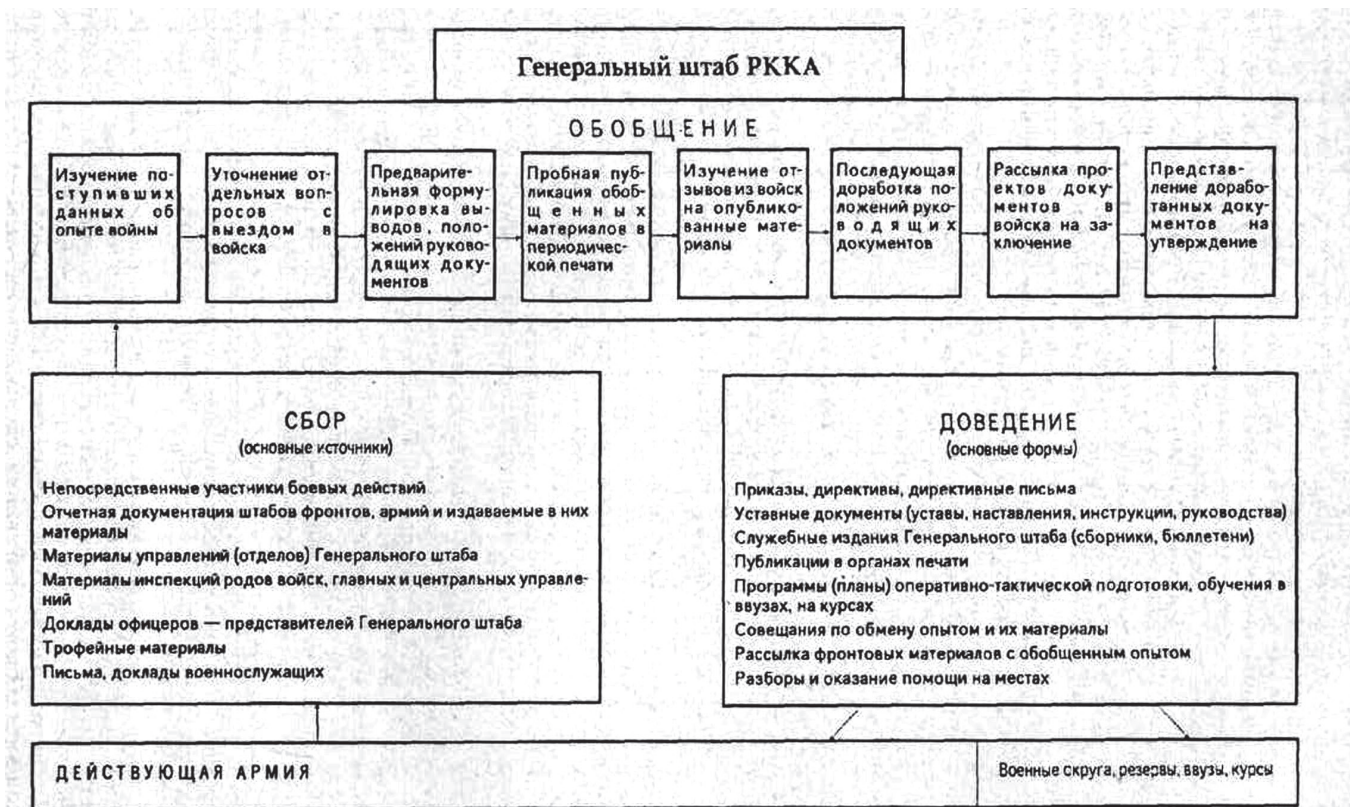 Генеральный штаб РККА
ОБОБЩЕНИЕ
Изучение по-
ступивших
данных об
опыте войны
Уточнение от-
дельных воп-
росов с
выездом в
войска
Предварите-
льная форму-
лировка вы-
водов, поло-
жений руково-
дящих доку-
ментов
Пробная пуб-
ликация обоб-
щенных
материалов в
периодичес-
кой печати
Изучение от-
зывов из войск
на опублико-
ванные мате-
риалы
Последующая
доработка по-
ложений руко-
водящих
документов
Рассылка про-
ектов доку-
ментов в
войска на зак-
лючение
Представ-
ление дорабо-
танных доку-
ментов на
утверждение
СБОР
(основные источники)
Непосредственные участники боевых действий
Отчетная документация штабов фронтов, армий и издаваемые в них
материалы
Материалы управлений (отделов) Генерального штаба
Материалы инспекций родов войск, главных и центральных управле-
ний
Доклады офицеров — представителей Генерального штаба
Трофейные материалы
Письма, доклады военнослужащих
ДОВЕДЕНИЕ
(основные формы)
Приказы, директивы, директивные письма
Уставные документы (уставы, наставления, инструкции, руководства)
Служебные издания Генерального штаба (сборники, бюллетени)
Публикации в органах печати
Программы (планы) оперативно-тактической подготовки, обучения в
ввузах, на курсах
Совещания по обмену опытом и их материалы
Рассылка фронтовых материалов с обобщенным опытом
Разборы и оказание помощи на местах
ДЕЙСТВУЮЩАЯ АРМИЯ
Военные округа, резервы, ввузы, курсы